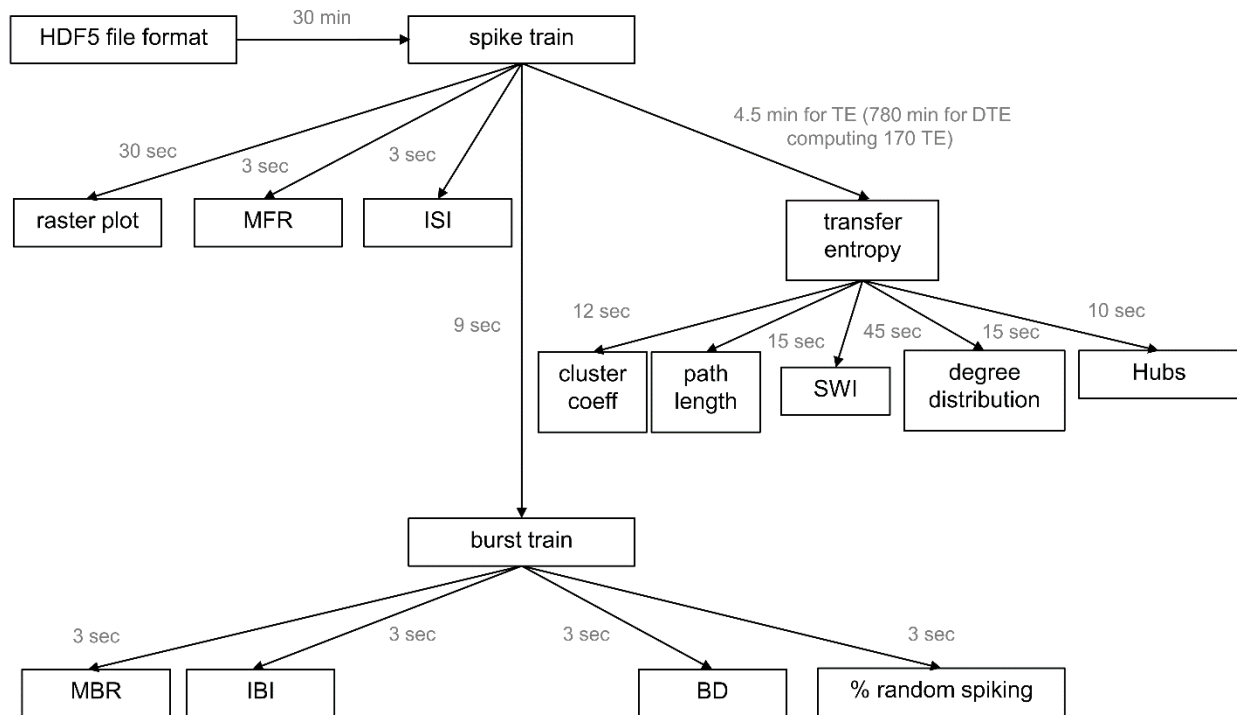 30 min
HDF5 file format
spike train
4.5 min for TE (780 min for DTE
computing 170 TE)
30 sec
3 sec
3 sec
raster plot
MFR
ISI
transfer
entropy
9 sec
12 sec
15 sec
45 sec
15 sec
10 sec
cluster
coeff
path
length
SWI
degree
distribution
Hubs
burst train
3 sec
3 sec
3 sec
3 sec
MBR
IBI
BD
% random spiking